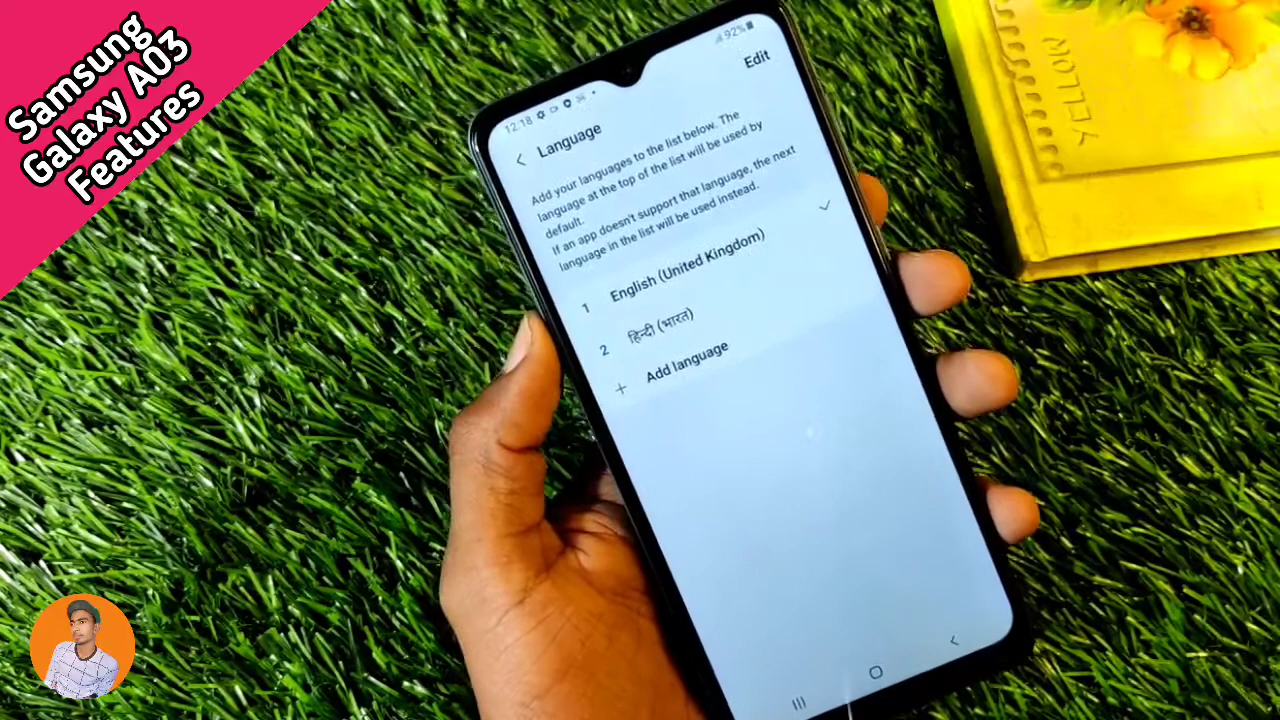 Samsung
Galaxy A03
Features
12:18
92%
Edit
Language
Add your languages to the list below. The
language at the top of the list will be used by
default.
If an app doesn't support that language, the next
language in the list will be used instead.
1 English (United Kingdom)
2 हिन्दी (भारत)
+ Add language
YELLOW